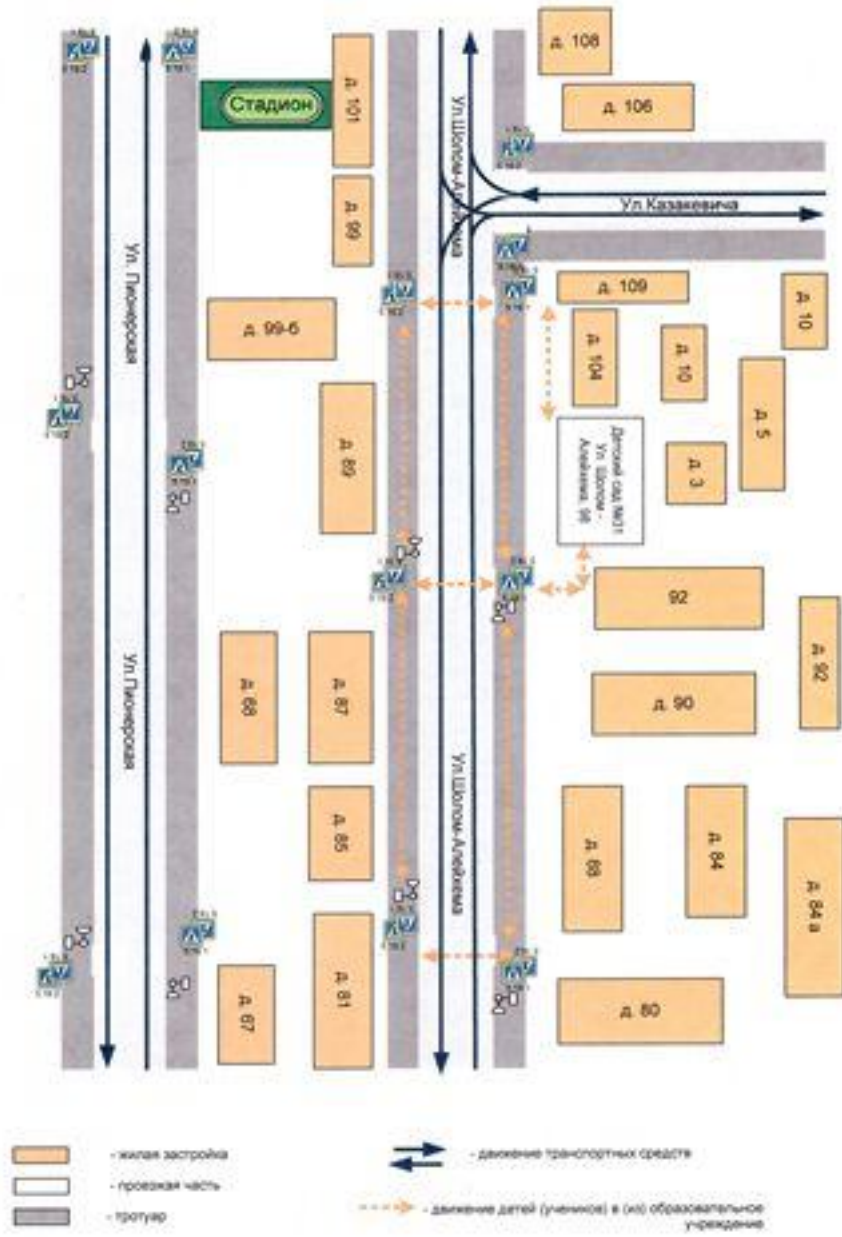 д. 108
д. 101
Стадион
д. 106
Ул.Шолом-Алейхема
Ул.Казакевича
д. 99
Ул. Пионерская
д. 109
д. 10
д. 99-б
д. 104
д. 10
д. 5
д. 89
Детский сад №31
Ул. Шолом -
Алейхема, 98
д. 3
92
д. 92
д. 68
д. 87
д. 90
Ул.Пионерская
Ул.Шолом-Алейхема
д. 85
д. 88
д. 84
д. 84 а
д. 67
д. 81
д. 80
- жилая застройка
- движение транспортных средств
- проезжая часть
- тротуар
- движение детей (учеников) в (из) образовательное
учреждение